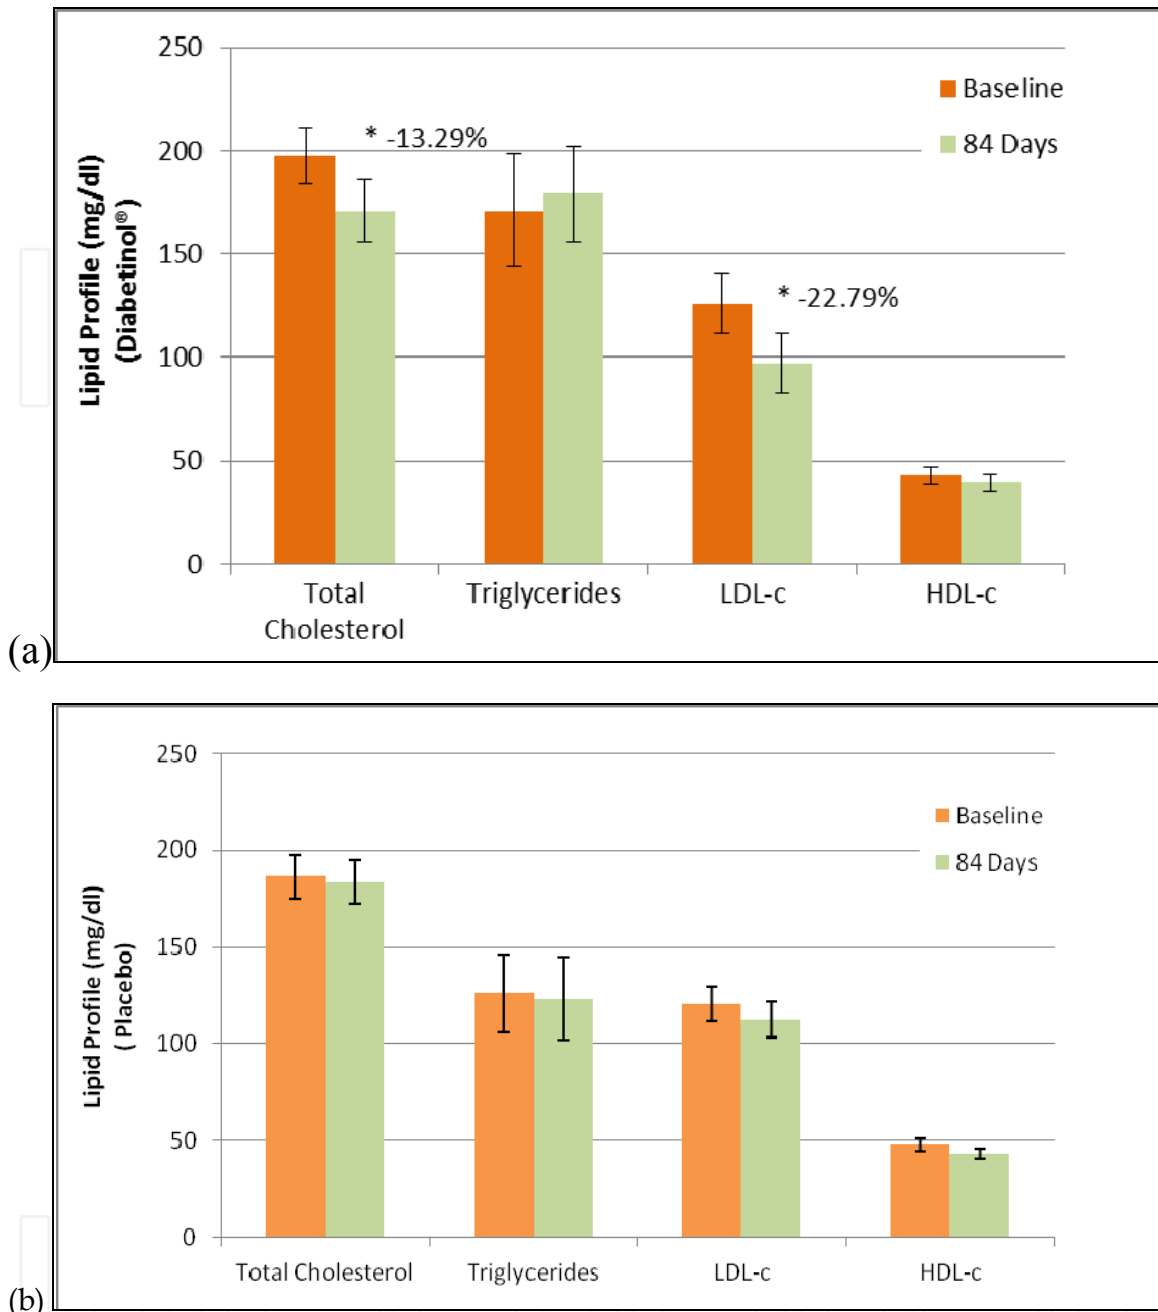 250
200
150
100
50
0
Lipid Profile (mg/dl)
(Diabetinol®)
Baseline
84 Days
* -13.29%
* -22.79%
Total
Cholesterol
Triglycerides
LDL-c
HDL-c
(a)
250
200
150
100
50
0
Lipid Profile (mg/dl)
( Placebo)
Baseline
84 Days
Total Cholesterol
Triglycerides
LDL-c
HDL-c
(b)